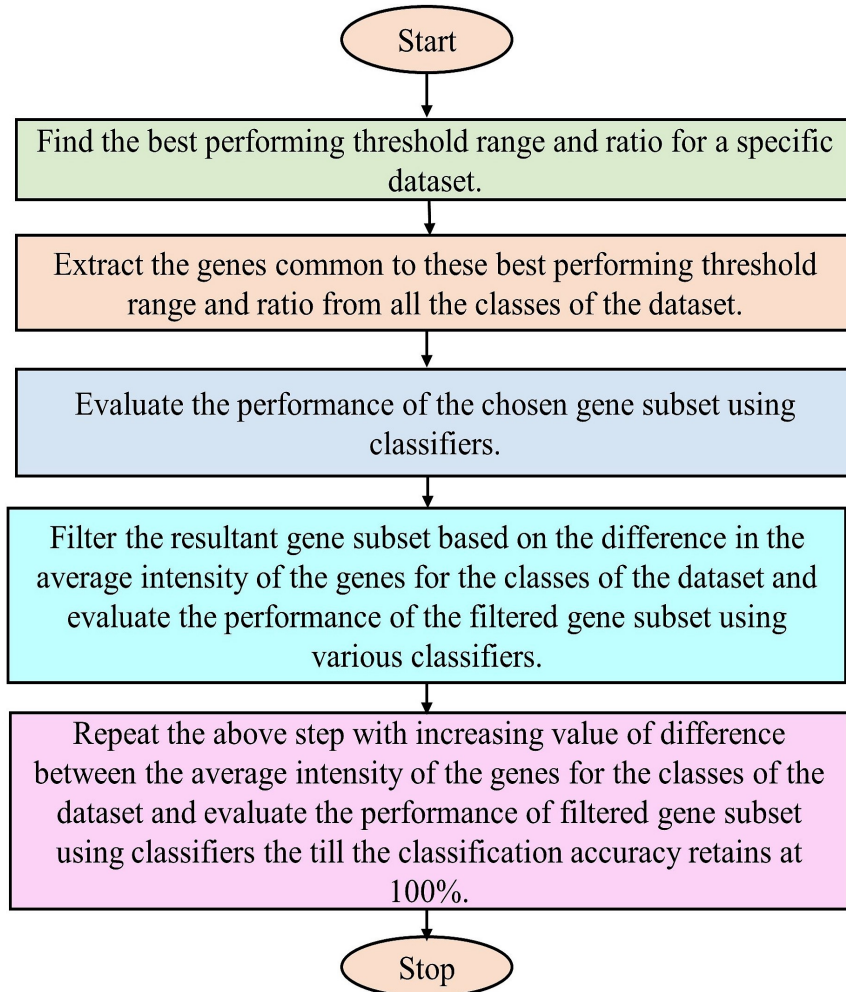 Start
Find the best performing threshold range and ratio for a specific
dataset.
Extract the genes common to these best performing threshold
range and ratio from all the classes of the dataset.
Evaluate the performance of the chosen gene subset using
classifiers.
Filter the resultant gene subset based on the difference in the
average intensity of the genes for the classes of the dataset and
evaluate the performance of the filtered gene subset using
various classifiers.
Repeat the above step with increasing value of difference
between the average intensity of the genes for the classes of the
dataset and evaluate the performance of filtered gene subset
using classifiers the till the classification accuracy retains at
100%.
Stop